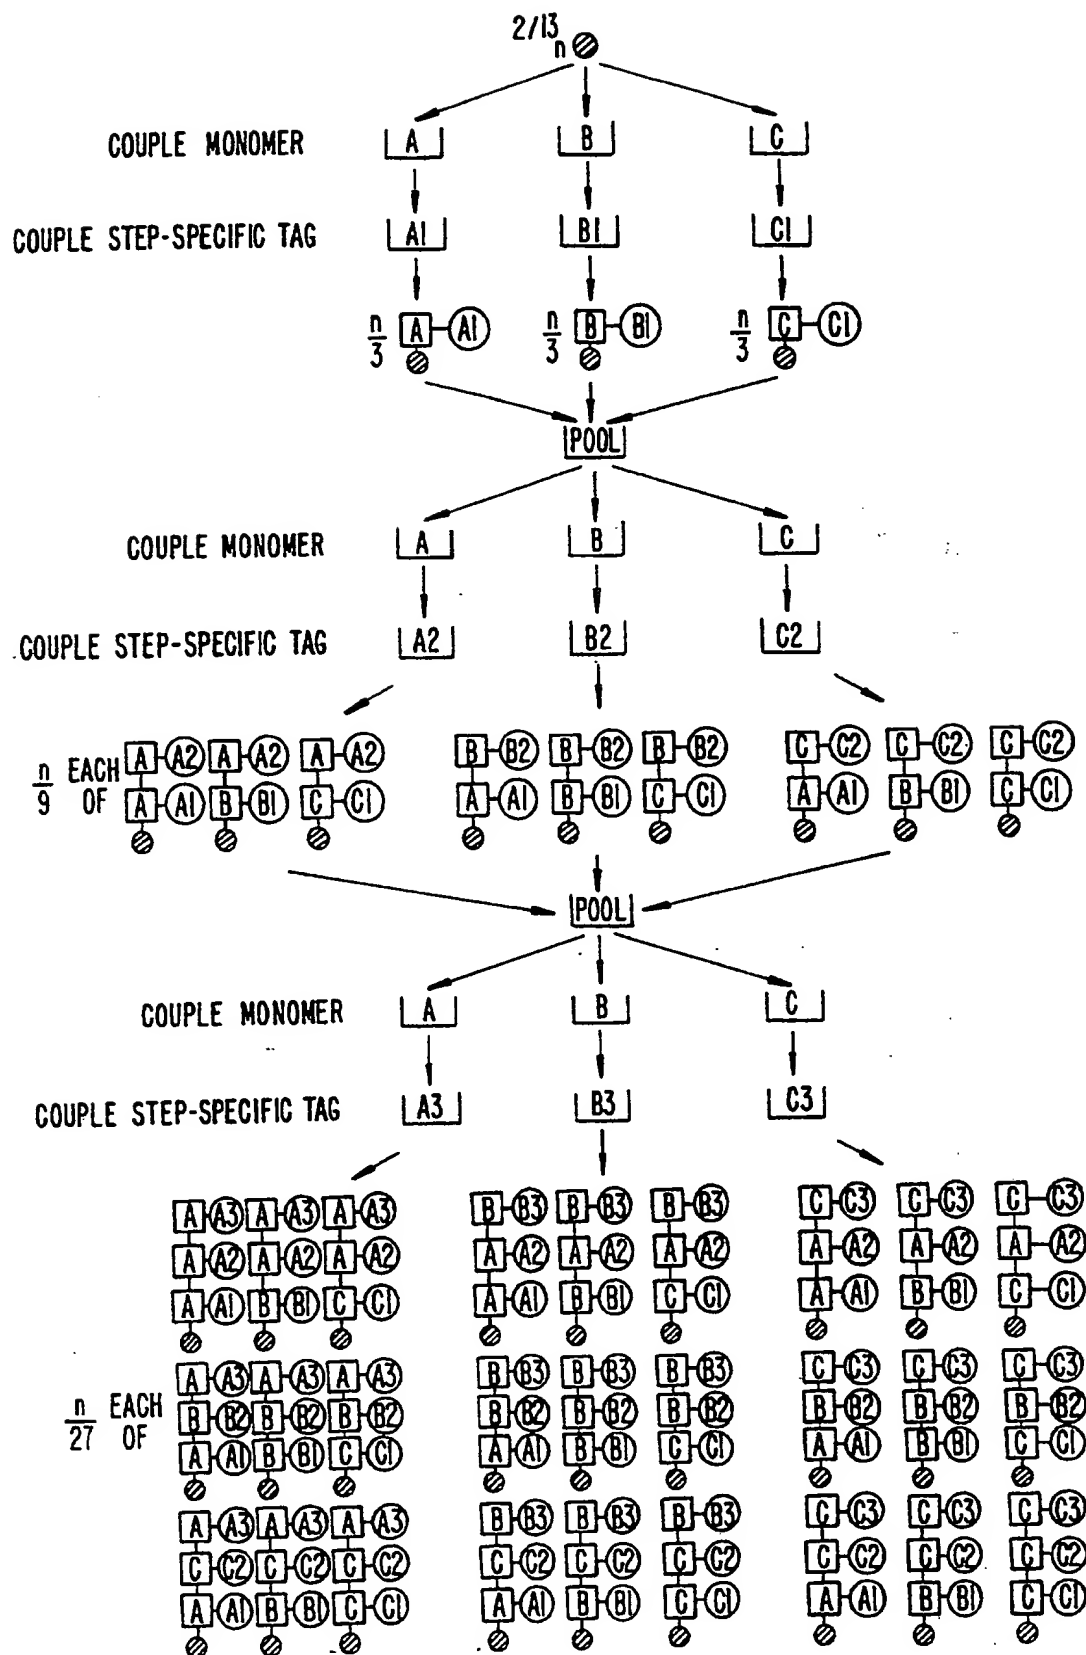 2/13
n
A B C
COUPLE MONOMER
COUPLE STEP-SPECIFIC TAG A1 B1 C1
n/3 A A1 n/3 B B1 n/3 C C1
POOL
COUPLE MONOMER A B C
COUPLE STEP-SPECIFIC TAG A2 B2 C2
n/9 EACH OF
A A2 A A2 A A2 B B2 B B2 B B2 C C2 C C2 C C2
A A1 B B1 C C1 A A1 B B1 C C1 A A1 B B1 C C1
POOL
COUPLE MONOMER A B C
COUPLE STEP-SPECIFIC TAG A3 B3 C3
A A3 A A3 A A3 B B3 B B3 B B3 C C3 C C3 C C3
A A2 A A2 A A2 A A2 A A2 A A2 A A2 A A2 A A2
A A1 B B1 C C1 A A1 B B1 C C1 A A1 B B1 C C1
n/27 EACH OF
A A3 A A3 A A3 B B3 B B3 B B3 C C3 C C3 C C3
B B2 B B2 B B2 B B2 B B2 B B2 B B2 B B2 B B2
A A1 B B1 C C1 A A1 B B1 C C1 A A1 B B1 C C1
A A3 A A3 A A3 B B3 B B3 B B3 C C3 C C3 C C3
C C2 C C2 C C2 C C2 C C2 C C2 C C2 C C2 C C2
A A1 B B1 C C1 A A1 B B1 C C1 A A1 B B1 C C1